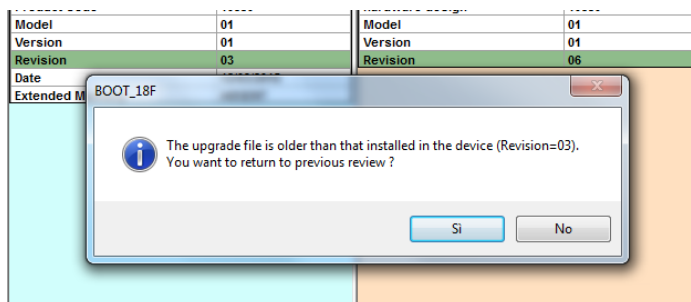 Model 01 Model 01
Version 01 Version 01
Revision 03 Revision 06
Date
Extended M
BOOT_18F
The upgrade file is older than that installed in the device (Revision=03).
You want to return to previous review ?
Sì No